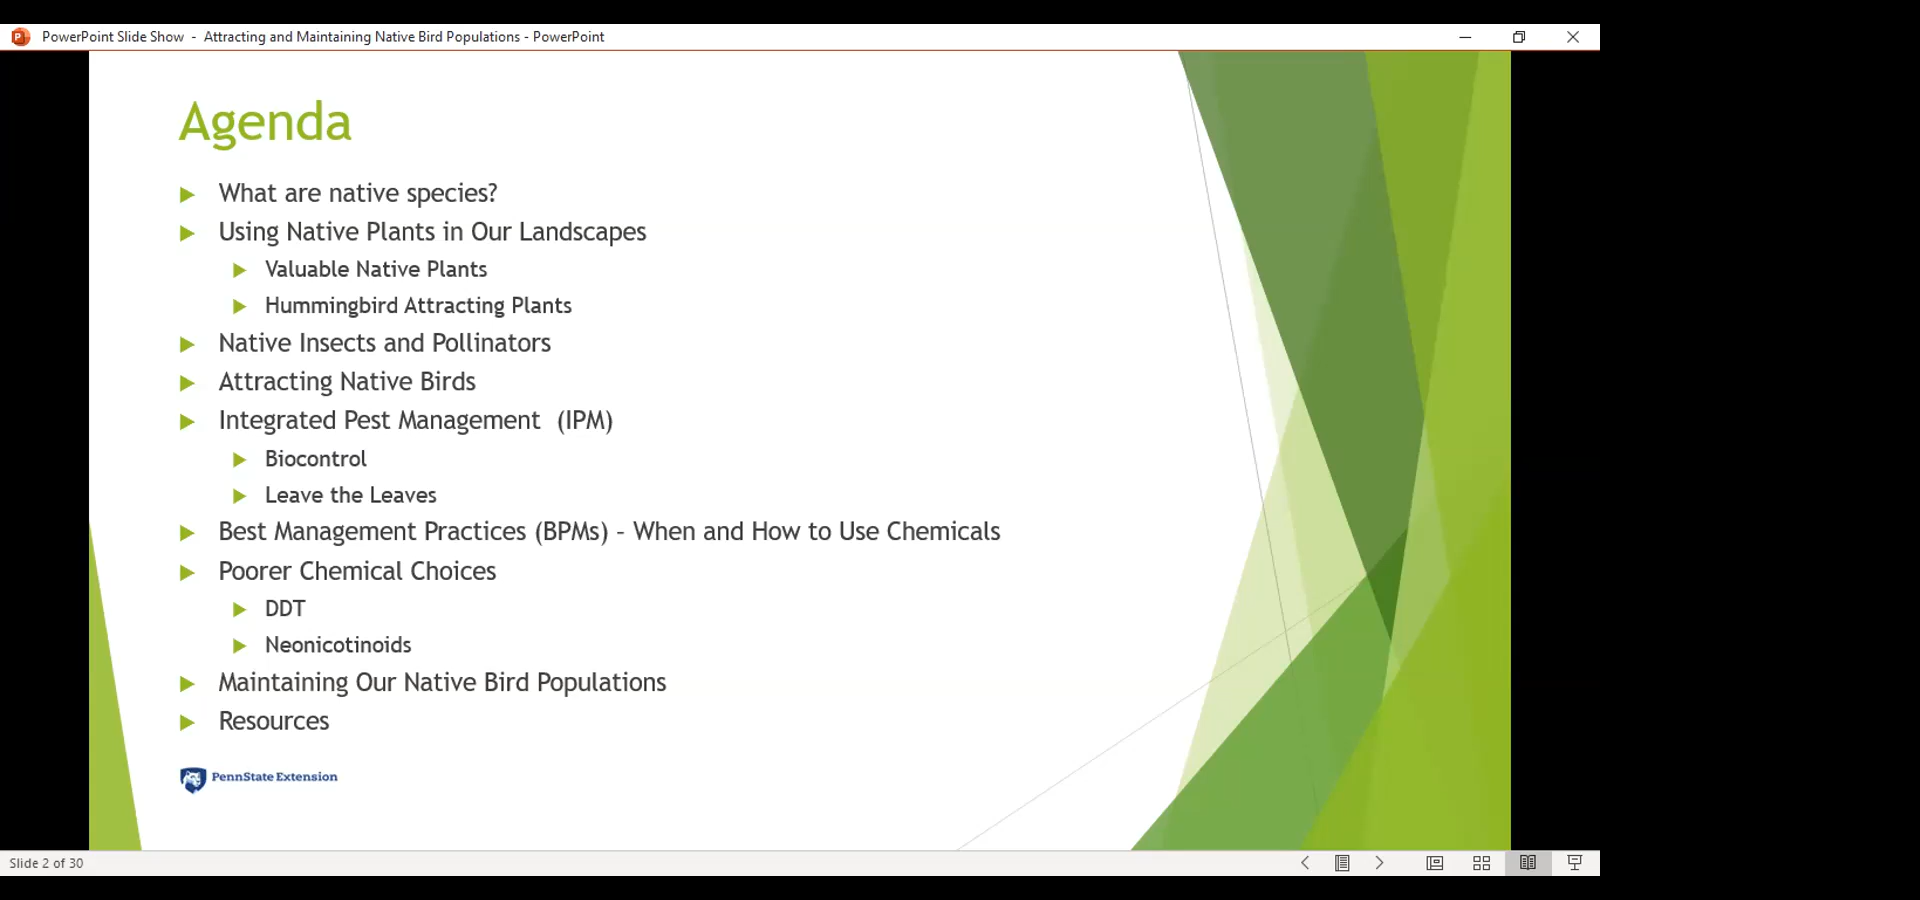 PowerPoint Slide Show - Attracting and Maintaining Native Bird Populations - PowerPoint
Agenda
What are native species?
Using Native Plants in Our Landscapes
Valuable Native Plants
Hummingbird Attracting Plants
Native Insects and Pollinators
Attracting Native Birds
Integrated Pest Management (IPM)
Biocontrol
Leave the Leaves
Best Management Practices (BPMs) - When and How to Use Chemicals
Poorer Chemical Choices
DDT
Neonicotinoids
Maintaining Our Native Bird Populations
Resources
PennState Extension
Slide 2 of 30